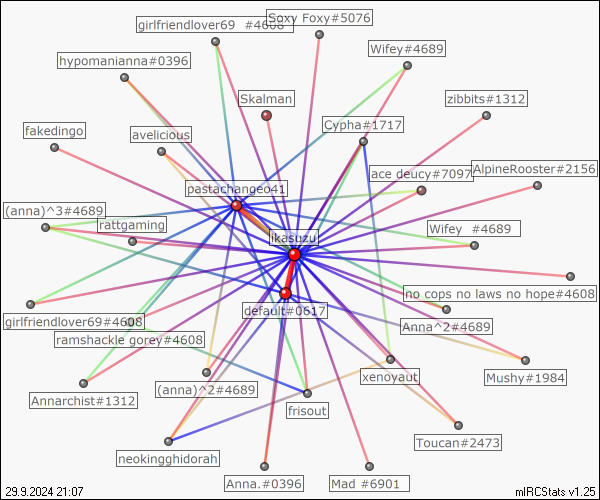 girlfriendlover69 #4608
Soxy Foxy#5076
Wifey#4689
hypomanianna#0396
Skalman
zibbits#1312
fakedingo
avelicious
Cypha#1717
ace deucy#7097
AlpineRooster#2156
pastachangeo41
(anna)^3#4689
rattgaming
ikasuzu
Wifey #4689
no cops no laws no hope#4608
default#0617
girlfriendlover69#4608
Anna^2#4689
ramshackle gorey#4608
xenoyaut
Mushy#1984
(anna)^2#4689
Annarchist#1312
frisout
Toucan#2473
neokingghidorah
Anna.#0396
Mad #6901
29.9.2024 21:07
mIRCStats v1.25